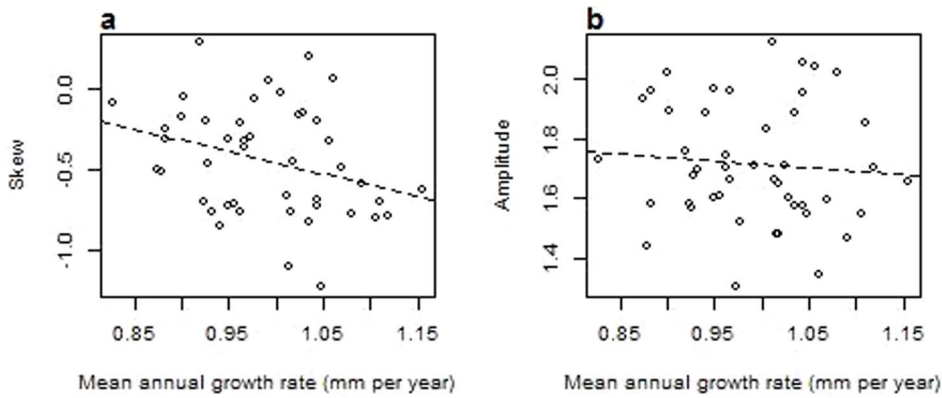 a
Skew
0.0
-0.5
-1.0
0.85 0.95 1.05 1.15
Mean annual growth rate (mm per year)
b
Amplitude
2.0
1.8
1.6
1.4
0.85 0.95 1.05 1.15
Mean annual growth rate (mm per year)